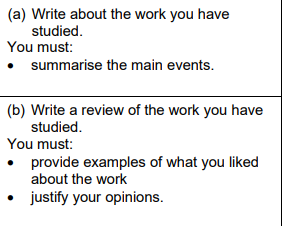 (a) Write about the work you have
studied.
You must:
• summarise the main events.
(b) Write a review of the work you have
studied.
You must:
• provide examples of what you liked
about the work
• justify your opinions.